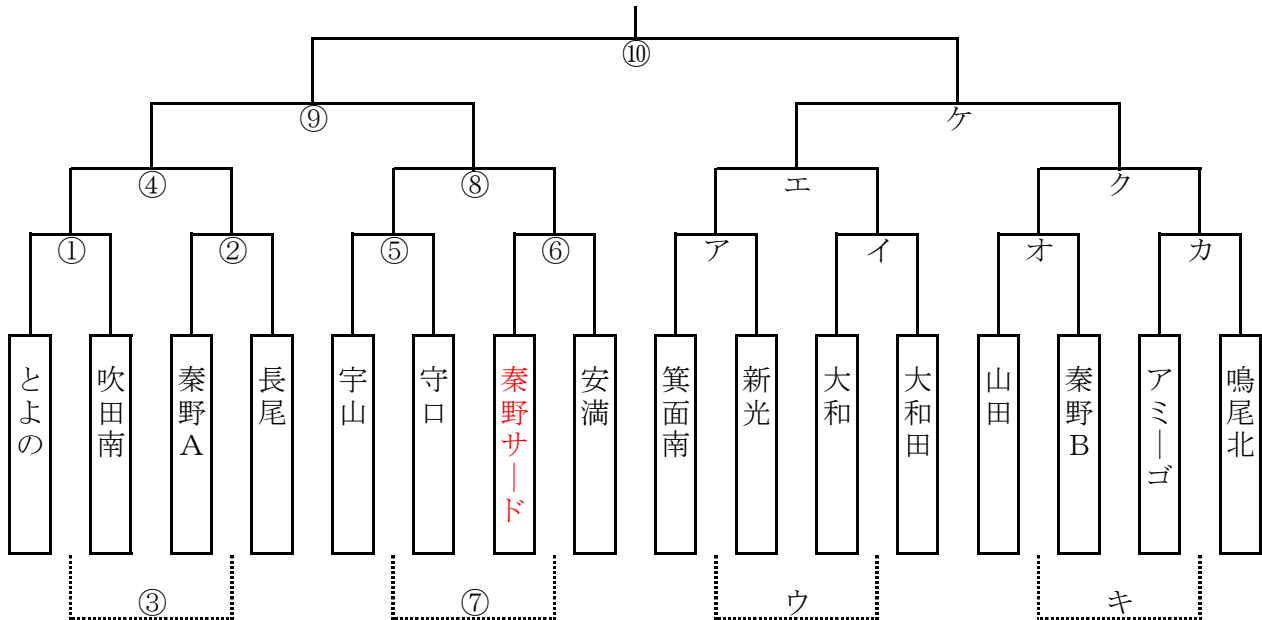 ⑩
⑨
ケ
④
⑧
エ
ク
①
②
⑤
⑥
ア
イ
オ
カ
とよの
吹田南
秦野A
長尾
宇山
守口
秦野サード
安満
箕面南
新光
大和
大和田
山田
秦野B
アミーゴ
鳴尾北
③
⑦
ウ
キ